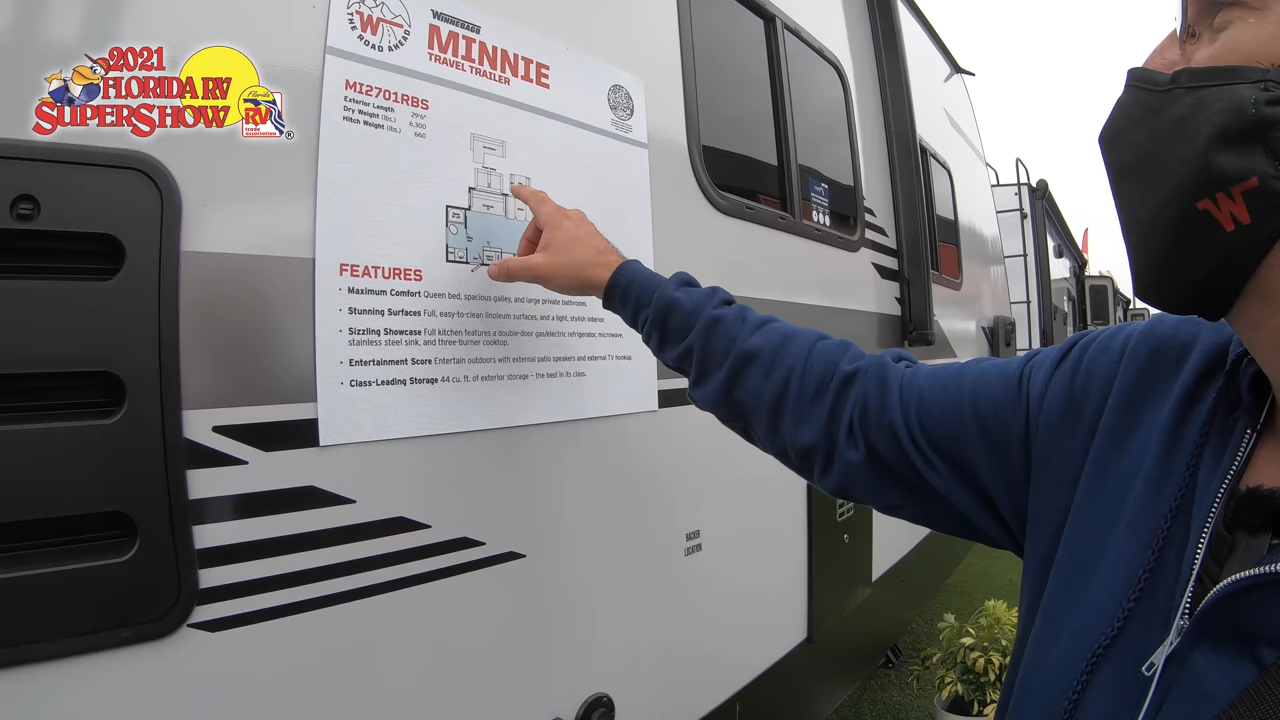 2021
FLORIDA RV
SUPERSHOW
Florida
RV
trade
association
®
W
THE ROAD AHEAD
WINNEBAGO
MINNIE
TRAVEL TRAILER
MI2701RBS
Exterior Length 29'6"
Dry Weight (lbs.) 6,300
Hitch Weight (lbs.) 660
FEATURES
• Maximum Comfort Queen bed, spacious galley, and large private bathroom.
• Stunning Surfaces Full, easy-to-clean linoleum surfaces, and a light, stylish interior.
• Sizzling Showcase Full kitchen features a double-door gas/electric refrigerator, microwave,
stainless steel sink, and three-burner cooktop.
• Entertainment Score Entertain outdoors with external patio speakers and external TV hookup.
• Class-Leading Storage 44 cu. ft. of exterior storage – the best in its class.
BACKER
LOCATION
W